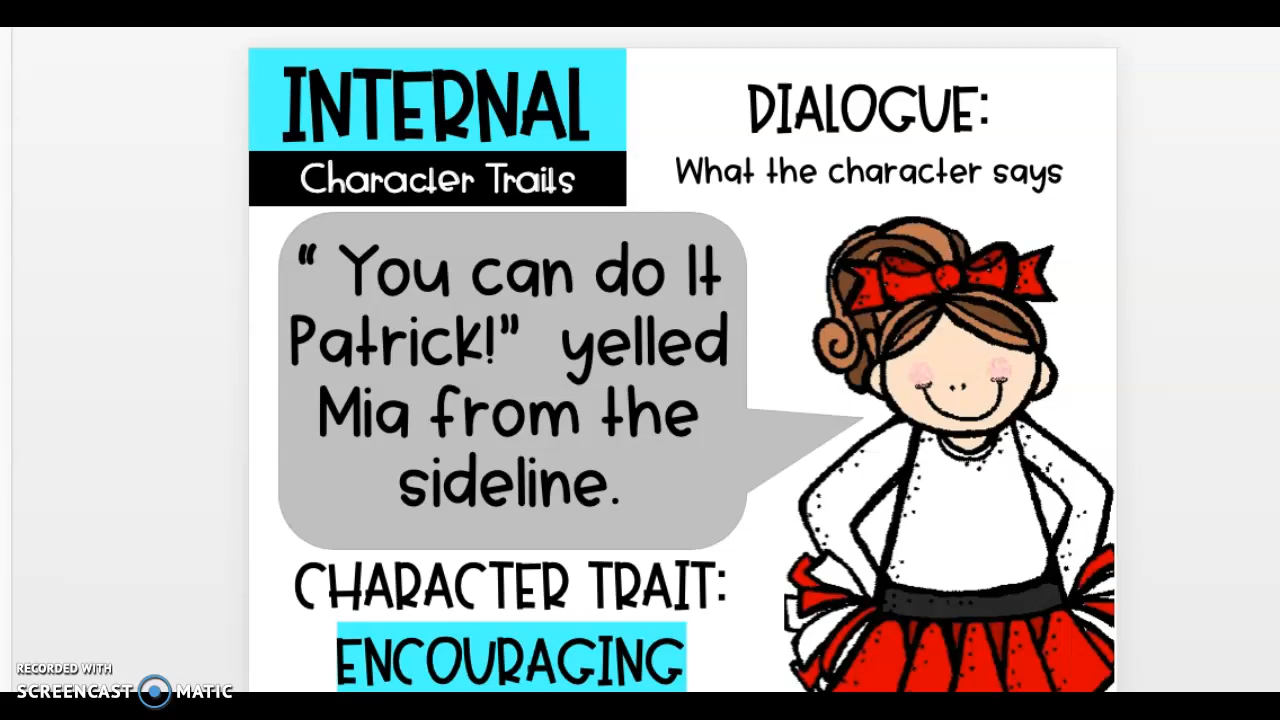 INTERNAL
Character Traits
DIALOGUE:
What the character says
“ You can do It
Patrick!” yelled
Mia from the
sideline.
CHARACTER TRAIT:
ENCOURAGING
RECORDED WITH
SCREENCAST MATIC